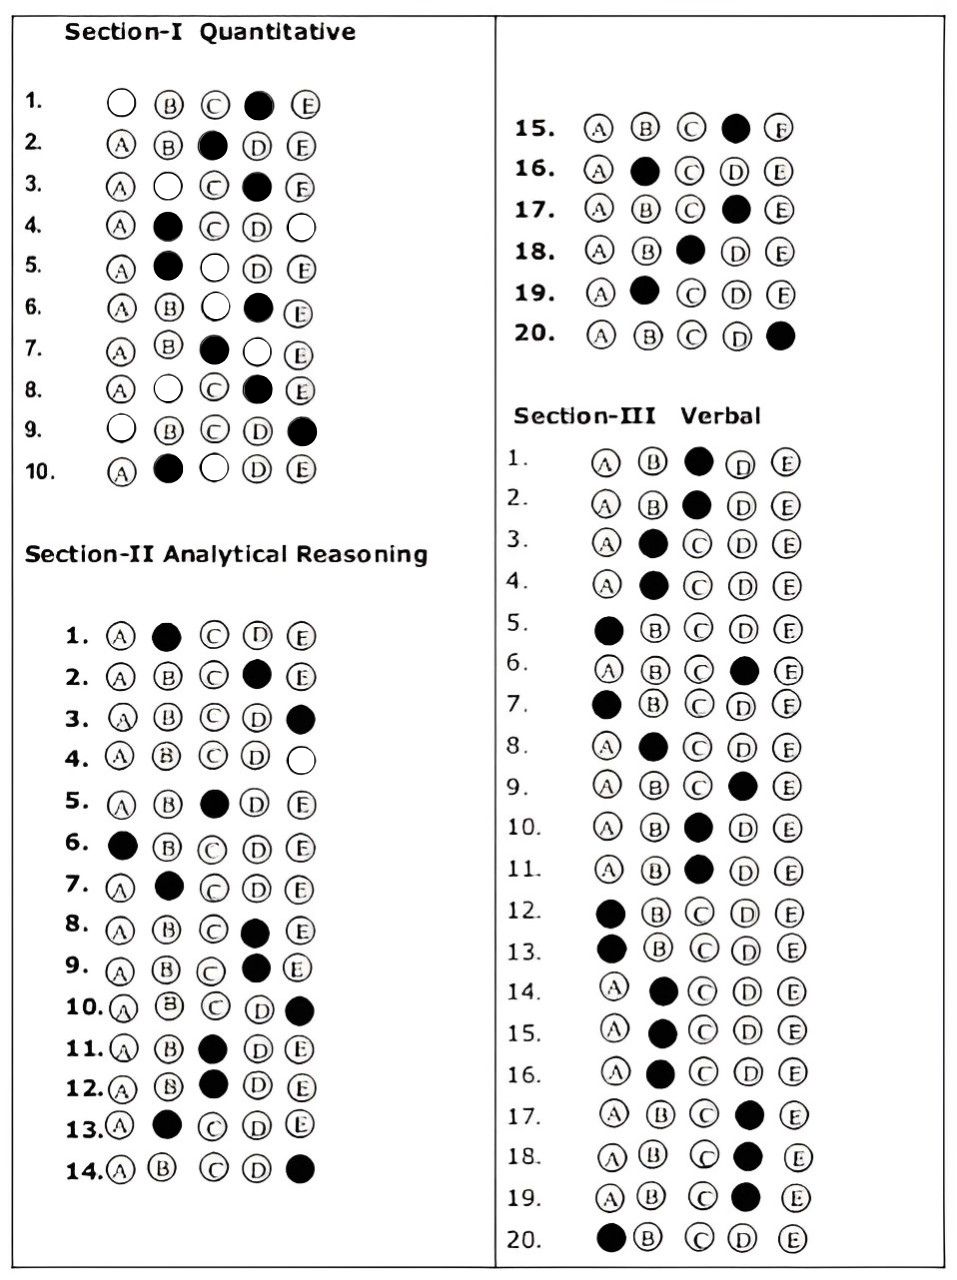 Section-I Quantitative
1. B C E
2. A B D E
3. A C E
4. A C D
5. A D E
6. A B E
7. A B E
8. A C E
9. B C D
10. A D E
Section-II Analytical Reasoning
1. A C D E
2. A B C E
3. A B C D
4. A B C D
5. A B D E
6. B C D E
7. A C D E
8. A B C E
9. A B C E
10. A B C D
11. A B D E
12. A B D E
13. A C D E
14. A B C D
15. A B C F
16. A C D E
17. A B C E
18. A B D E
19. A C D E
20. A B C D
Section-III Verbal
1. A B D E
2. A B D E
3. A C D E
4. A C D E
5. B C D E
6. A B C E
7. B C D F
8. A C D E
9. A B C E
10. A B D E
11. A B D E
12. B C D E
13. B C D E
14. A C D E
15. A C D E
16. A C D E
17. A B C E
18. A B C E
19. A B C E
20. B C D E